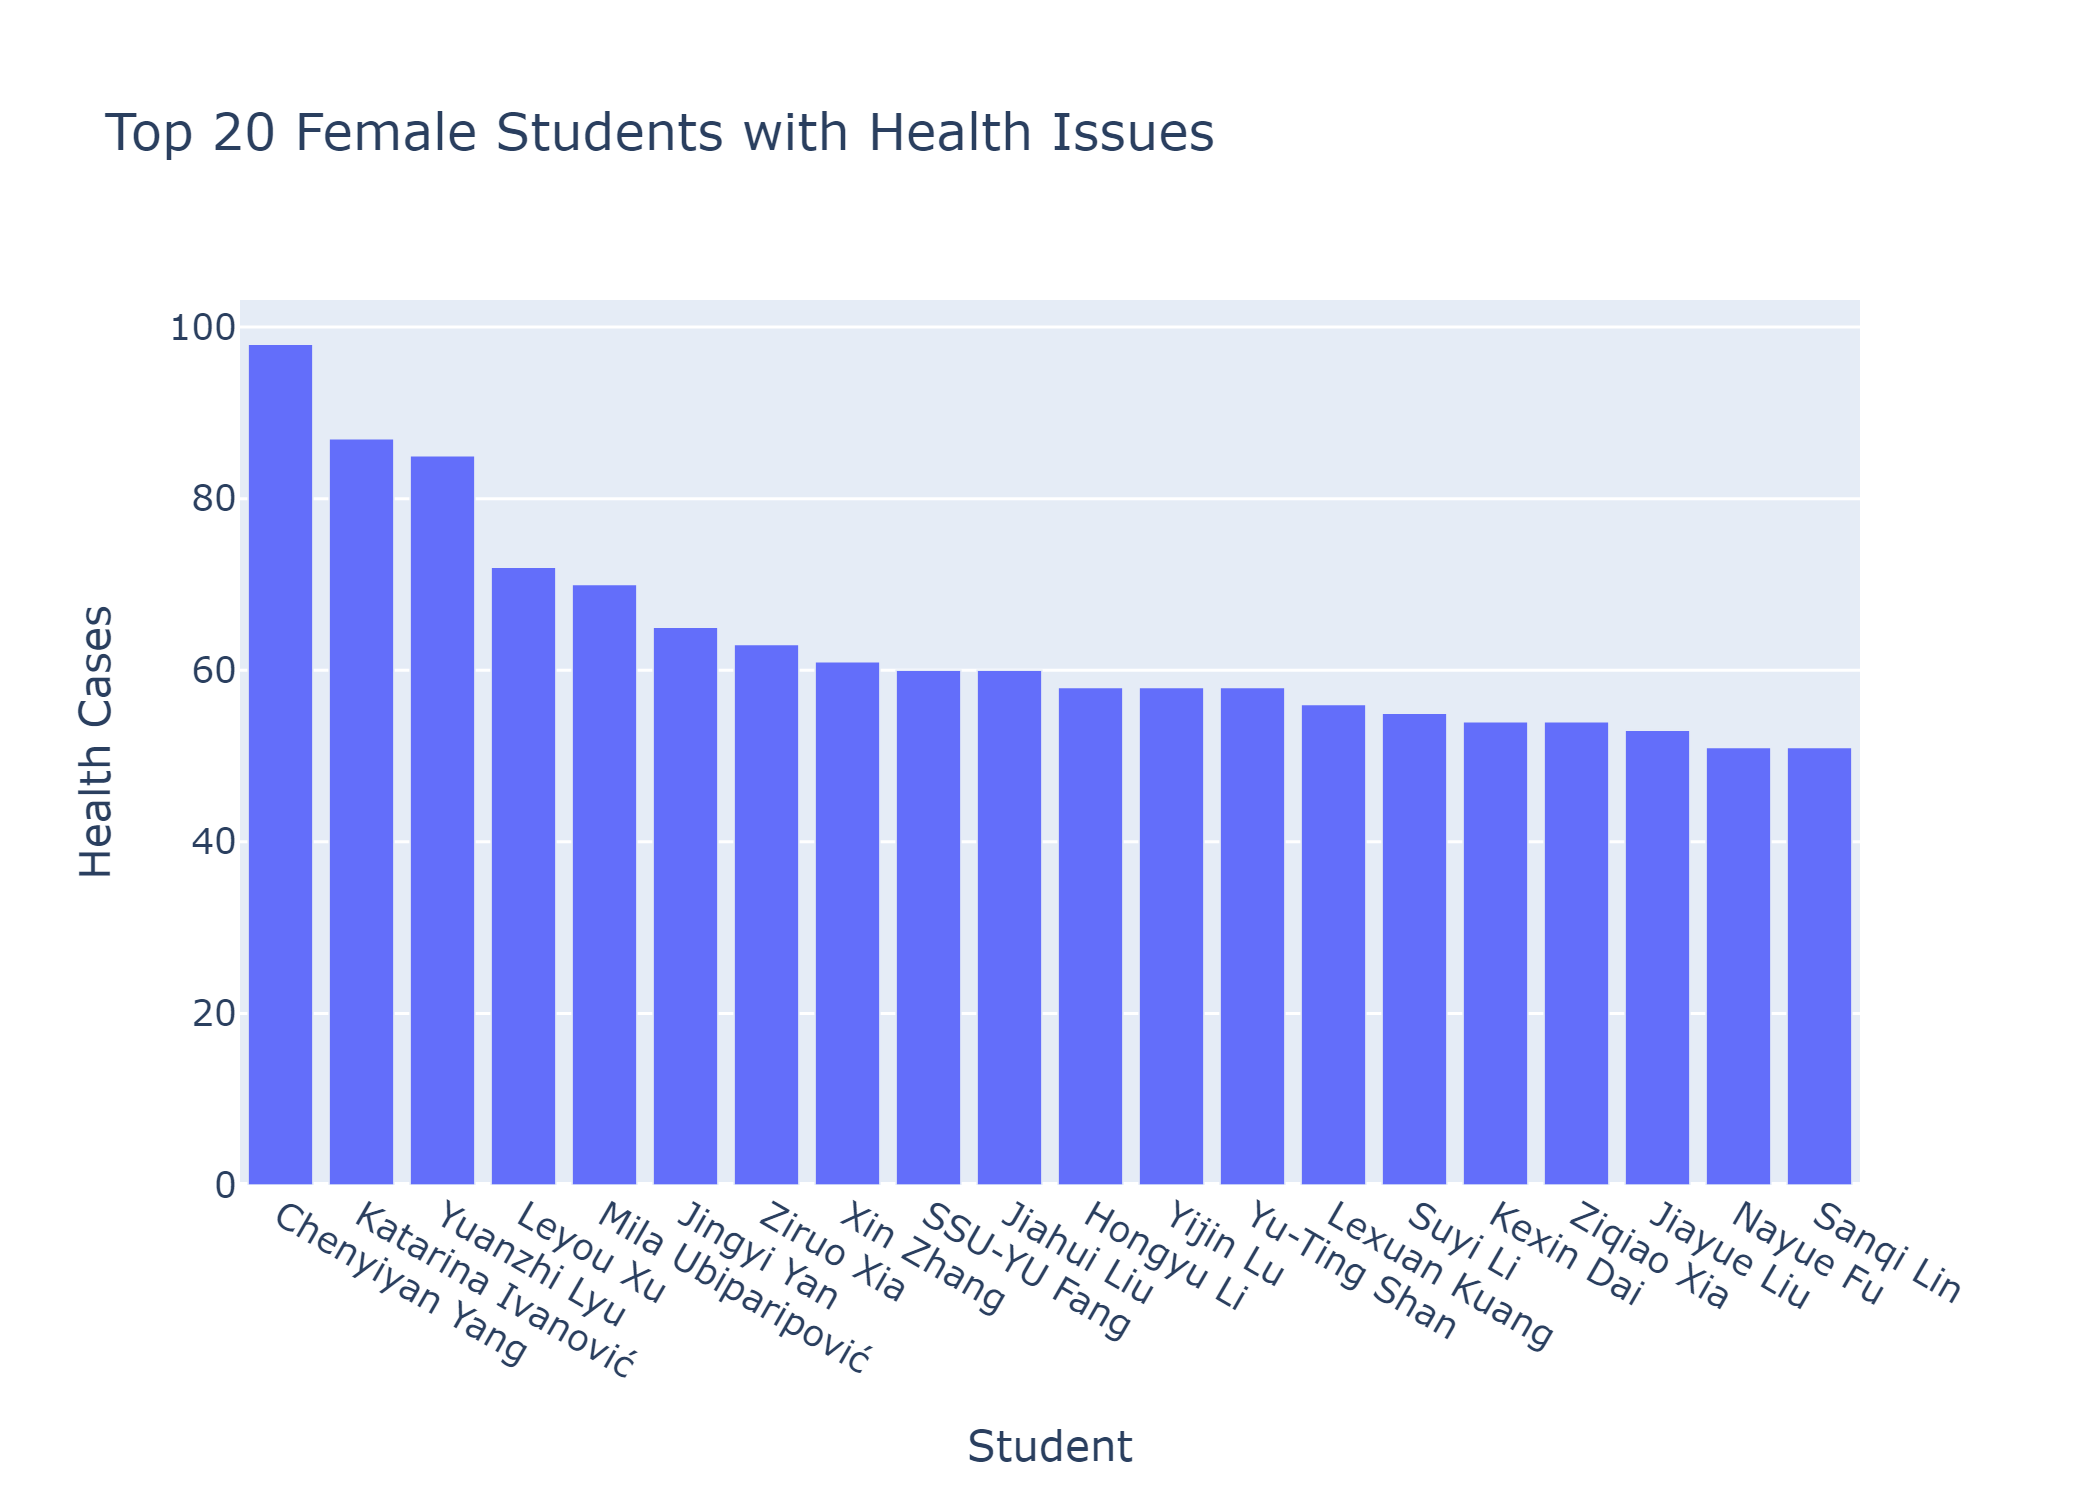 Top 20 Female Students with Health Issues
Health Cases
100
80
60
40
20
0
Chenyiyan Yang
Katarina Ivanović
Yuanzhi Lyu
Leyou Xu
Mila Ubiparipović
Jingyi Yan
Ziruo Xia
Xin Zhang
SSU-YU Fang
Jiahui Liu
Hongyu Li
Yijin Lu
Yu-Ting Shan
Lexuan Kuang
Suyi Li
Kexin Dai
Ziqiao Xia
Jiayue Liu
Nayue Fu
Sanqi Lin
Student